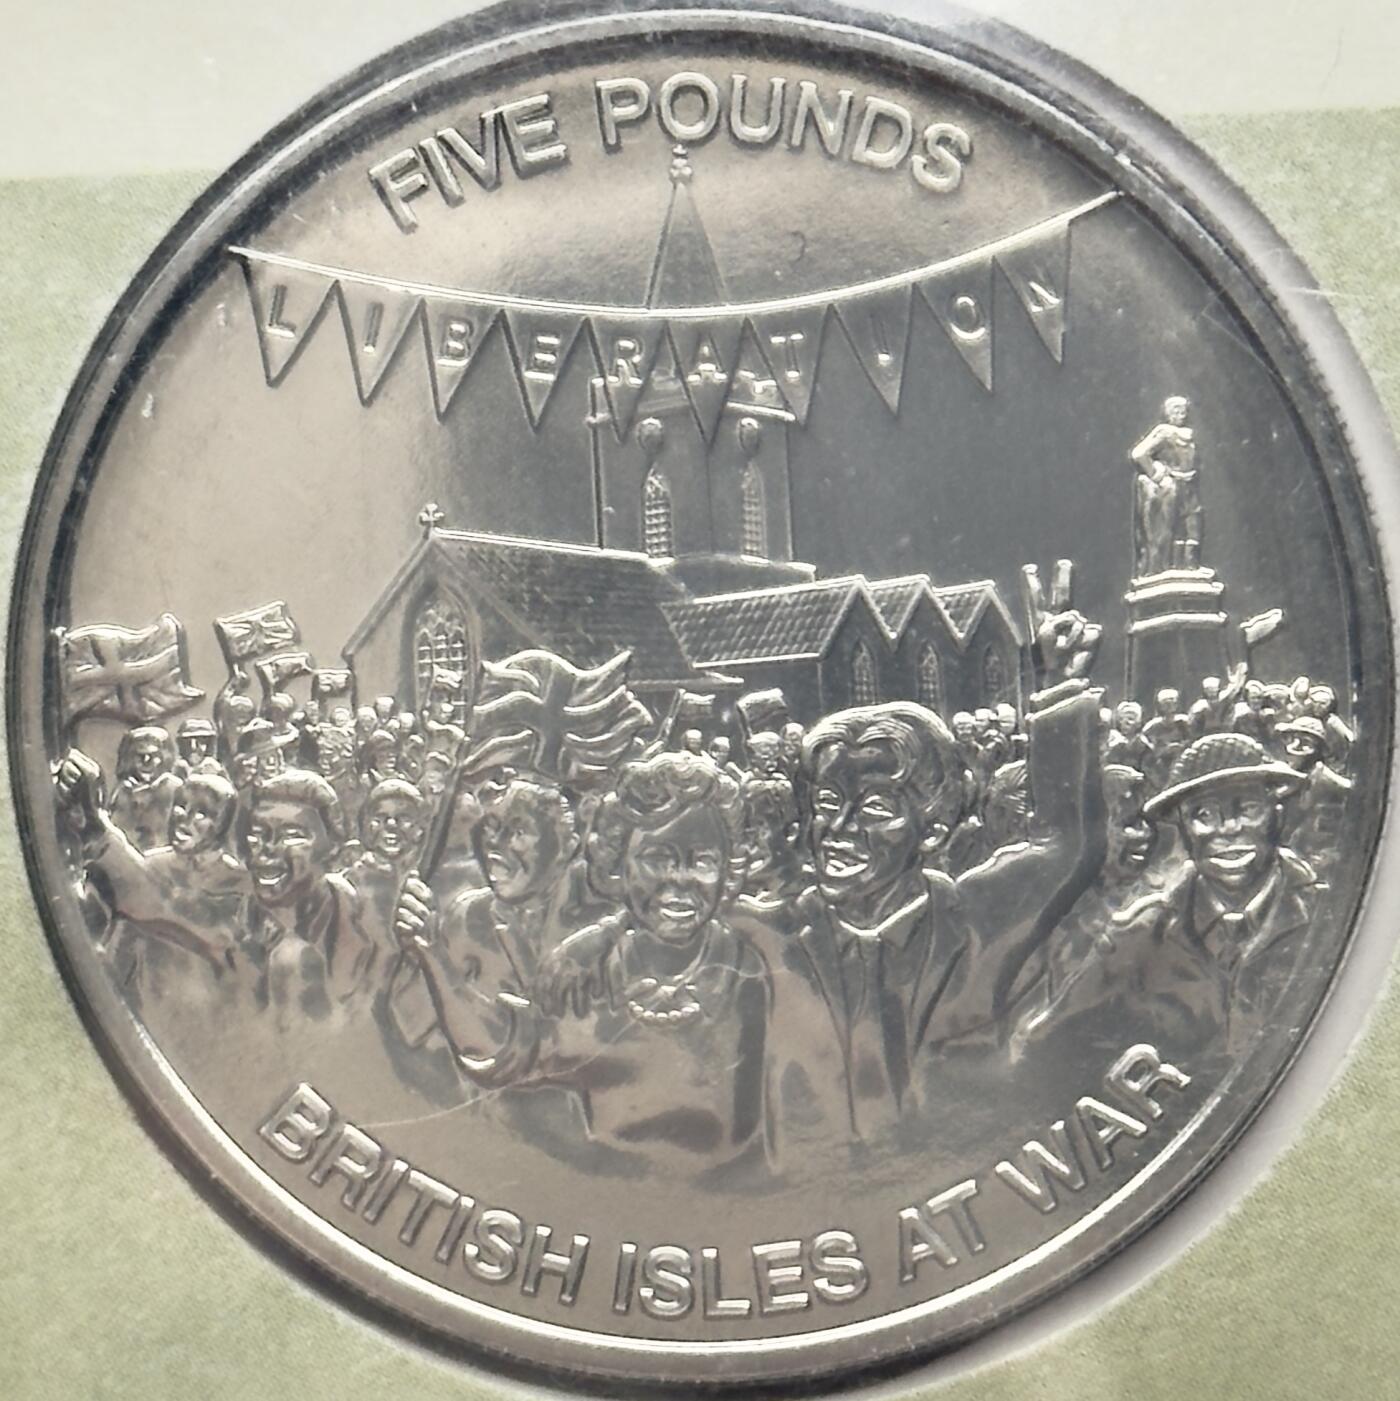 FIVE POUNDS
LIBERATION
BRITISH ISLES AT WAR